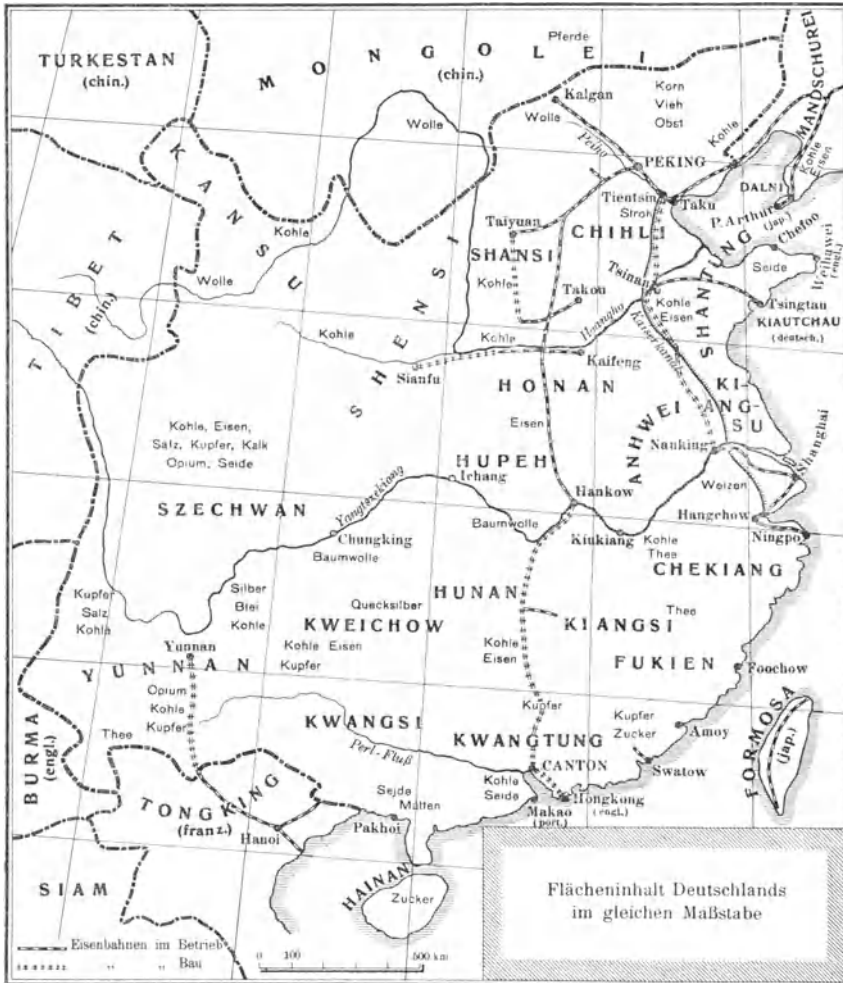 TURKESTAN
(chin.)
MONGOLEI
(chin.)
Pferde
Kalgan
Wolle
Korn
Vieh
Obst
MANDSCHUREI
Kohle
Wolle
Peiho
PEKING
Kohle
Eisen
KANSU
Tientsin
Stroh
Taku
DALNI
P. Arthur
(jap.)
Chefoo
Weihaiwei
(engl.)
Taiyuan
CHIHLI
SHANSI
Kohle
Kohle
Wolle
TIBET
(chin.)
SHENSI
Takou
Tsinan
Seide
SHANTUNG
Kohle
Eisen
Tsingtau
KIAUTCHAU
(deutsch.)
Hoangho
Kaiserkanal
Kohle
Kohle
Sianfu
Kaifeng
HONAN
KI-
ANG-
SU
ANHWEI
Kohle, Eisen,
Salz, Kupfer, Kalk
Opium, Seide
Eisen
Nanking
Shanghai
HUPEH
Ichang
Weizen
SZECHWAN
Yangtsekiang
Hankow
Hangchow
Chungking
Baumwolle
Baumwolle
Kiukiang
Kohle
Thee
Ningpo
CHEKIANG
Kupfer
Salz
Kohle
Silber
Blei
Kohle
Quecksilber
HUNAN
Thee
KWEICHOW
KIANGSI
Yunnan
Kohle Eisen
Kupfer
Kohle
Eisen
YUNNAN
FUKIEN
Foochow
Opium
Kohle
Kupfer
KWANGSI
Kupfer
Kupfer
Zucker
Amoy
FORMOSA
(jap.)
BURMA
(engl.)
Thee
Perl-Fluß
KWANGTUNG
CANTON
Swatow
TONGKING
(franz.)
Hanoi
Seide
Matten
Pakhoi
Kohle
Seide
Makao
(port.)
Hongkong
(engl.)
SIAM
HAINAN
Zucker
Flächeninhalt Deutschlands
im gleichen Maßstabe
Eisenbahnen im Betrieb
" " Bau
0 100 500 km